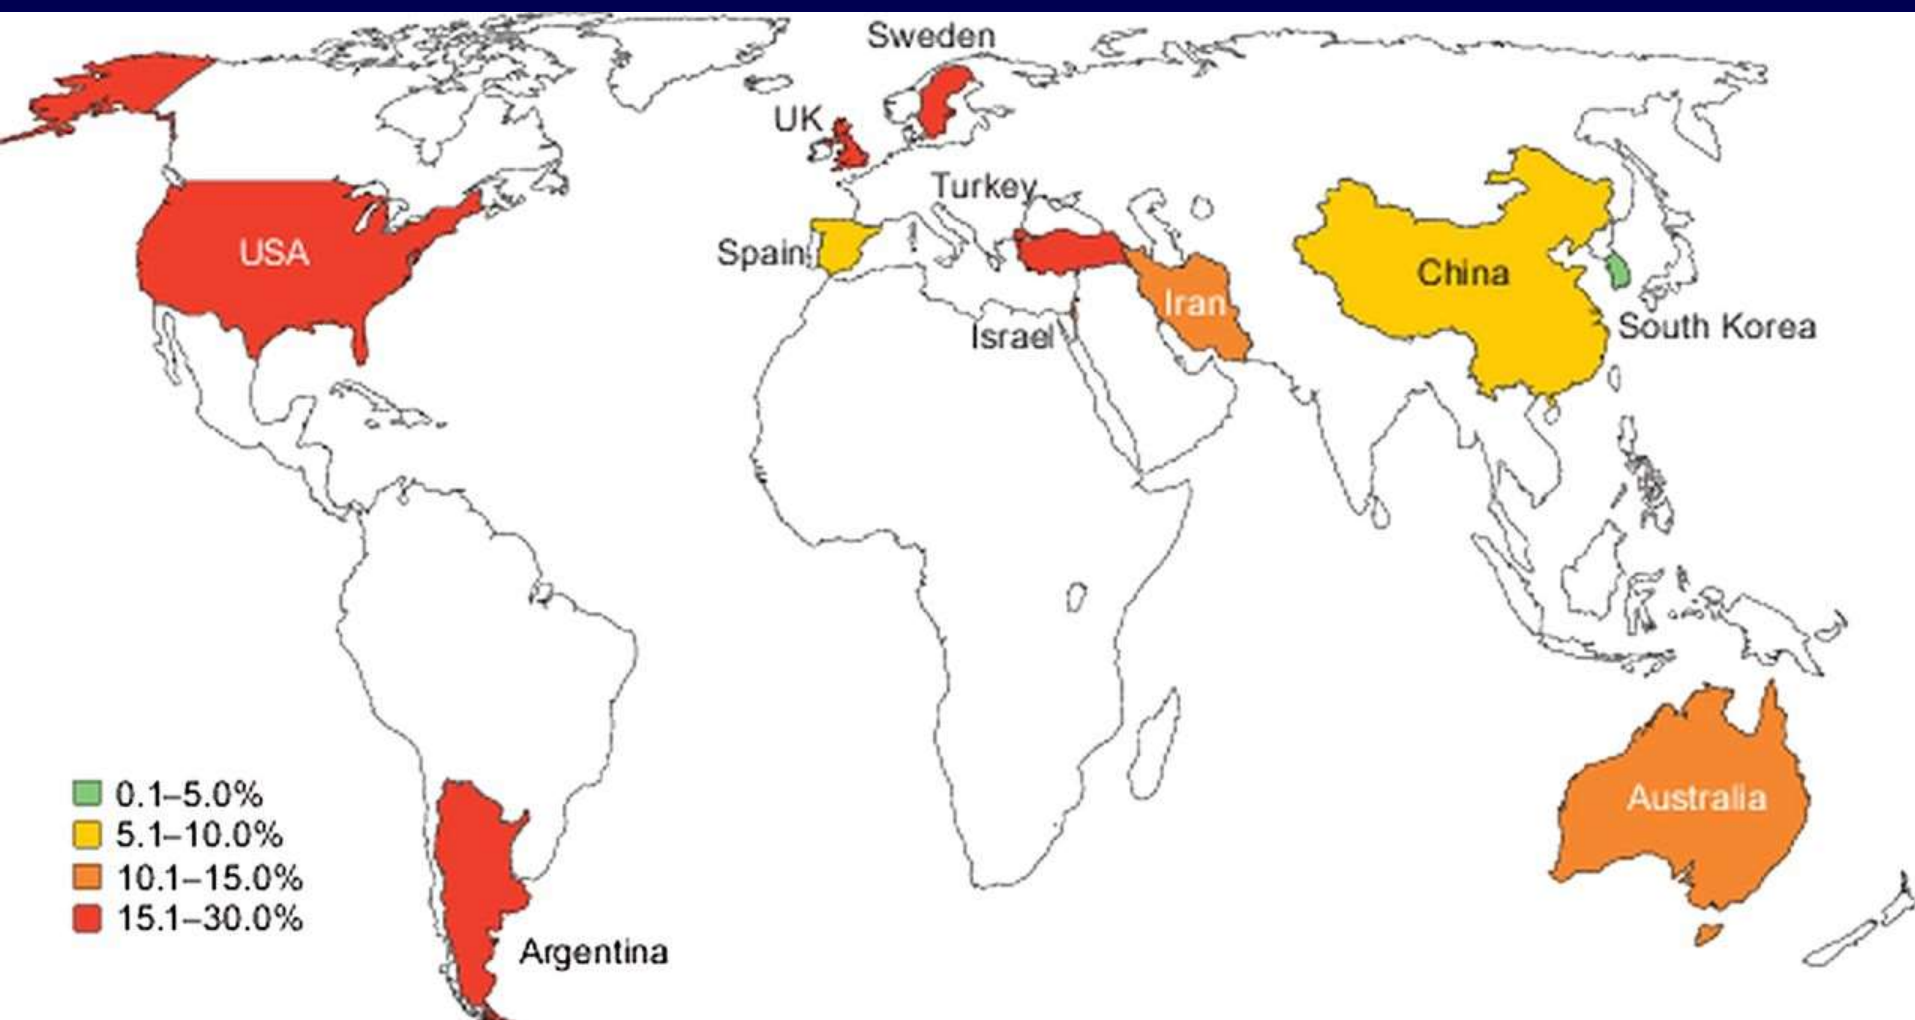 Sweden
UK
Turkey
USA
Spain
China
Iran
Israel
South Korea
Australia
0.1–5.0%
5.1–10.0%
10.1–15.0%
15.1–30.0%
Argentina